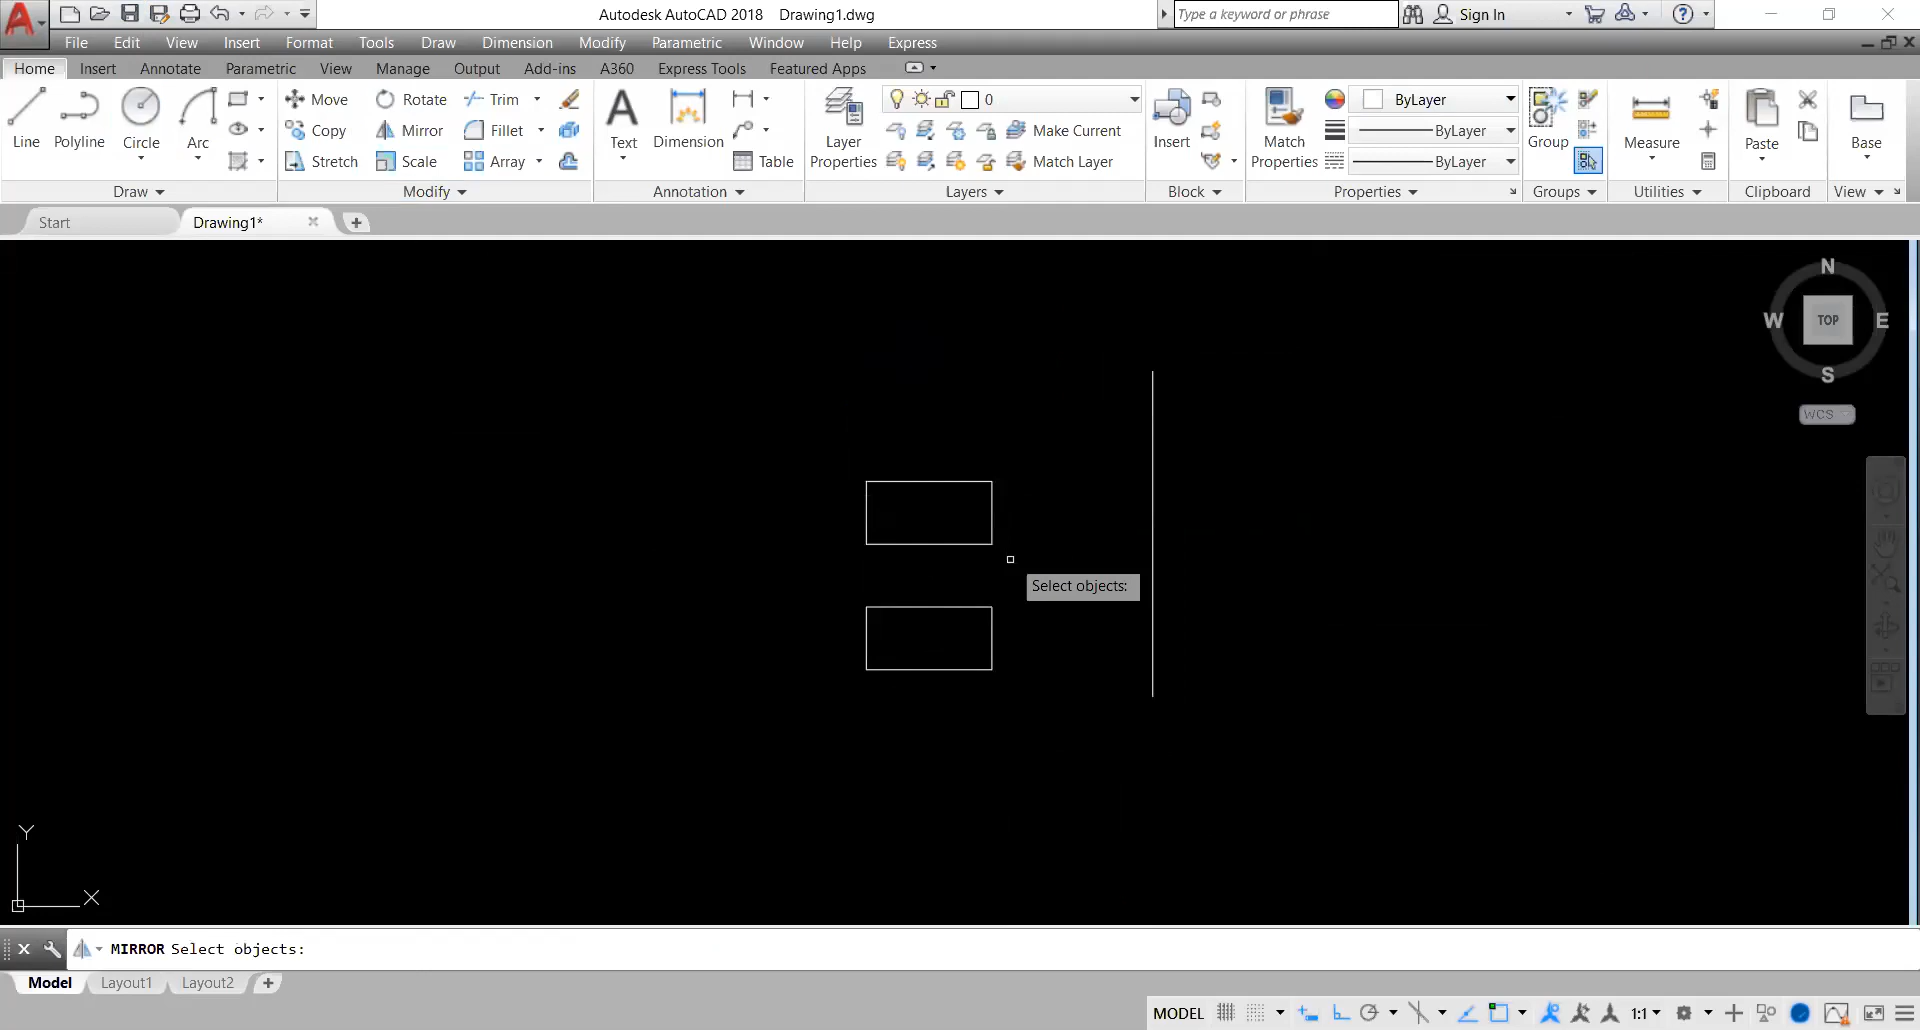 Autodesk AutoCAD 2018 Drawing1.dwg Type a keyword or phrase Sign In
File Edit View Insert Format Tools Draw Dimension Modify Parametric Window Help Express
Home Insert Annotate Parametric View Manage Output Add-ins A360 Express Tools Featured Apps
Move Rotate Trim 0 ByLayer
Copy Mirror Fillet Make Current ByLayer
Line Polyline Circle Arc Text Dimension Layer Properties Insert Match Properties Group Measure Paste Base
Stretch Scale Array Table Match Layer ByLayer
Draw Modify Annotation Layers Block Properties Groups Utilities Clipboard View
Start Drawing1*
N
W TOP E
S
WCS
Select objects:
Y
X
MIRROR Select objects:
Model Layout1 Layout2
MODEL 1:1